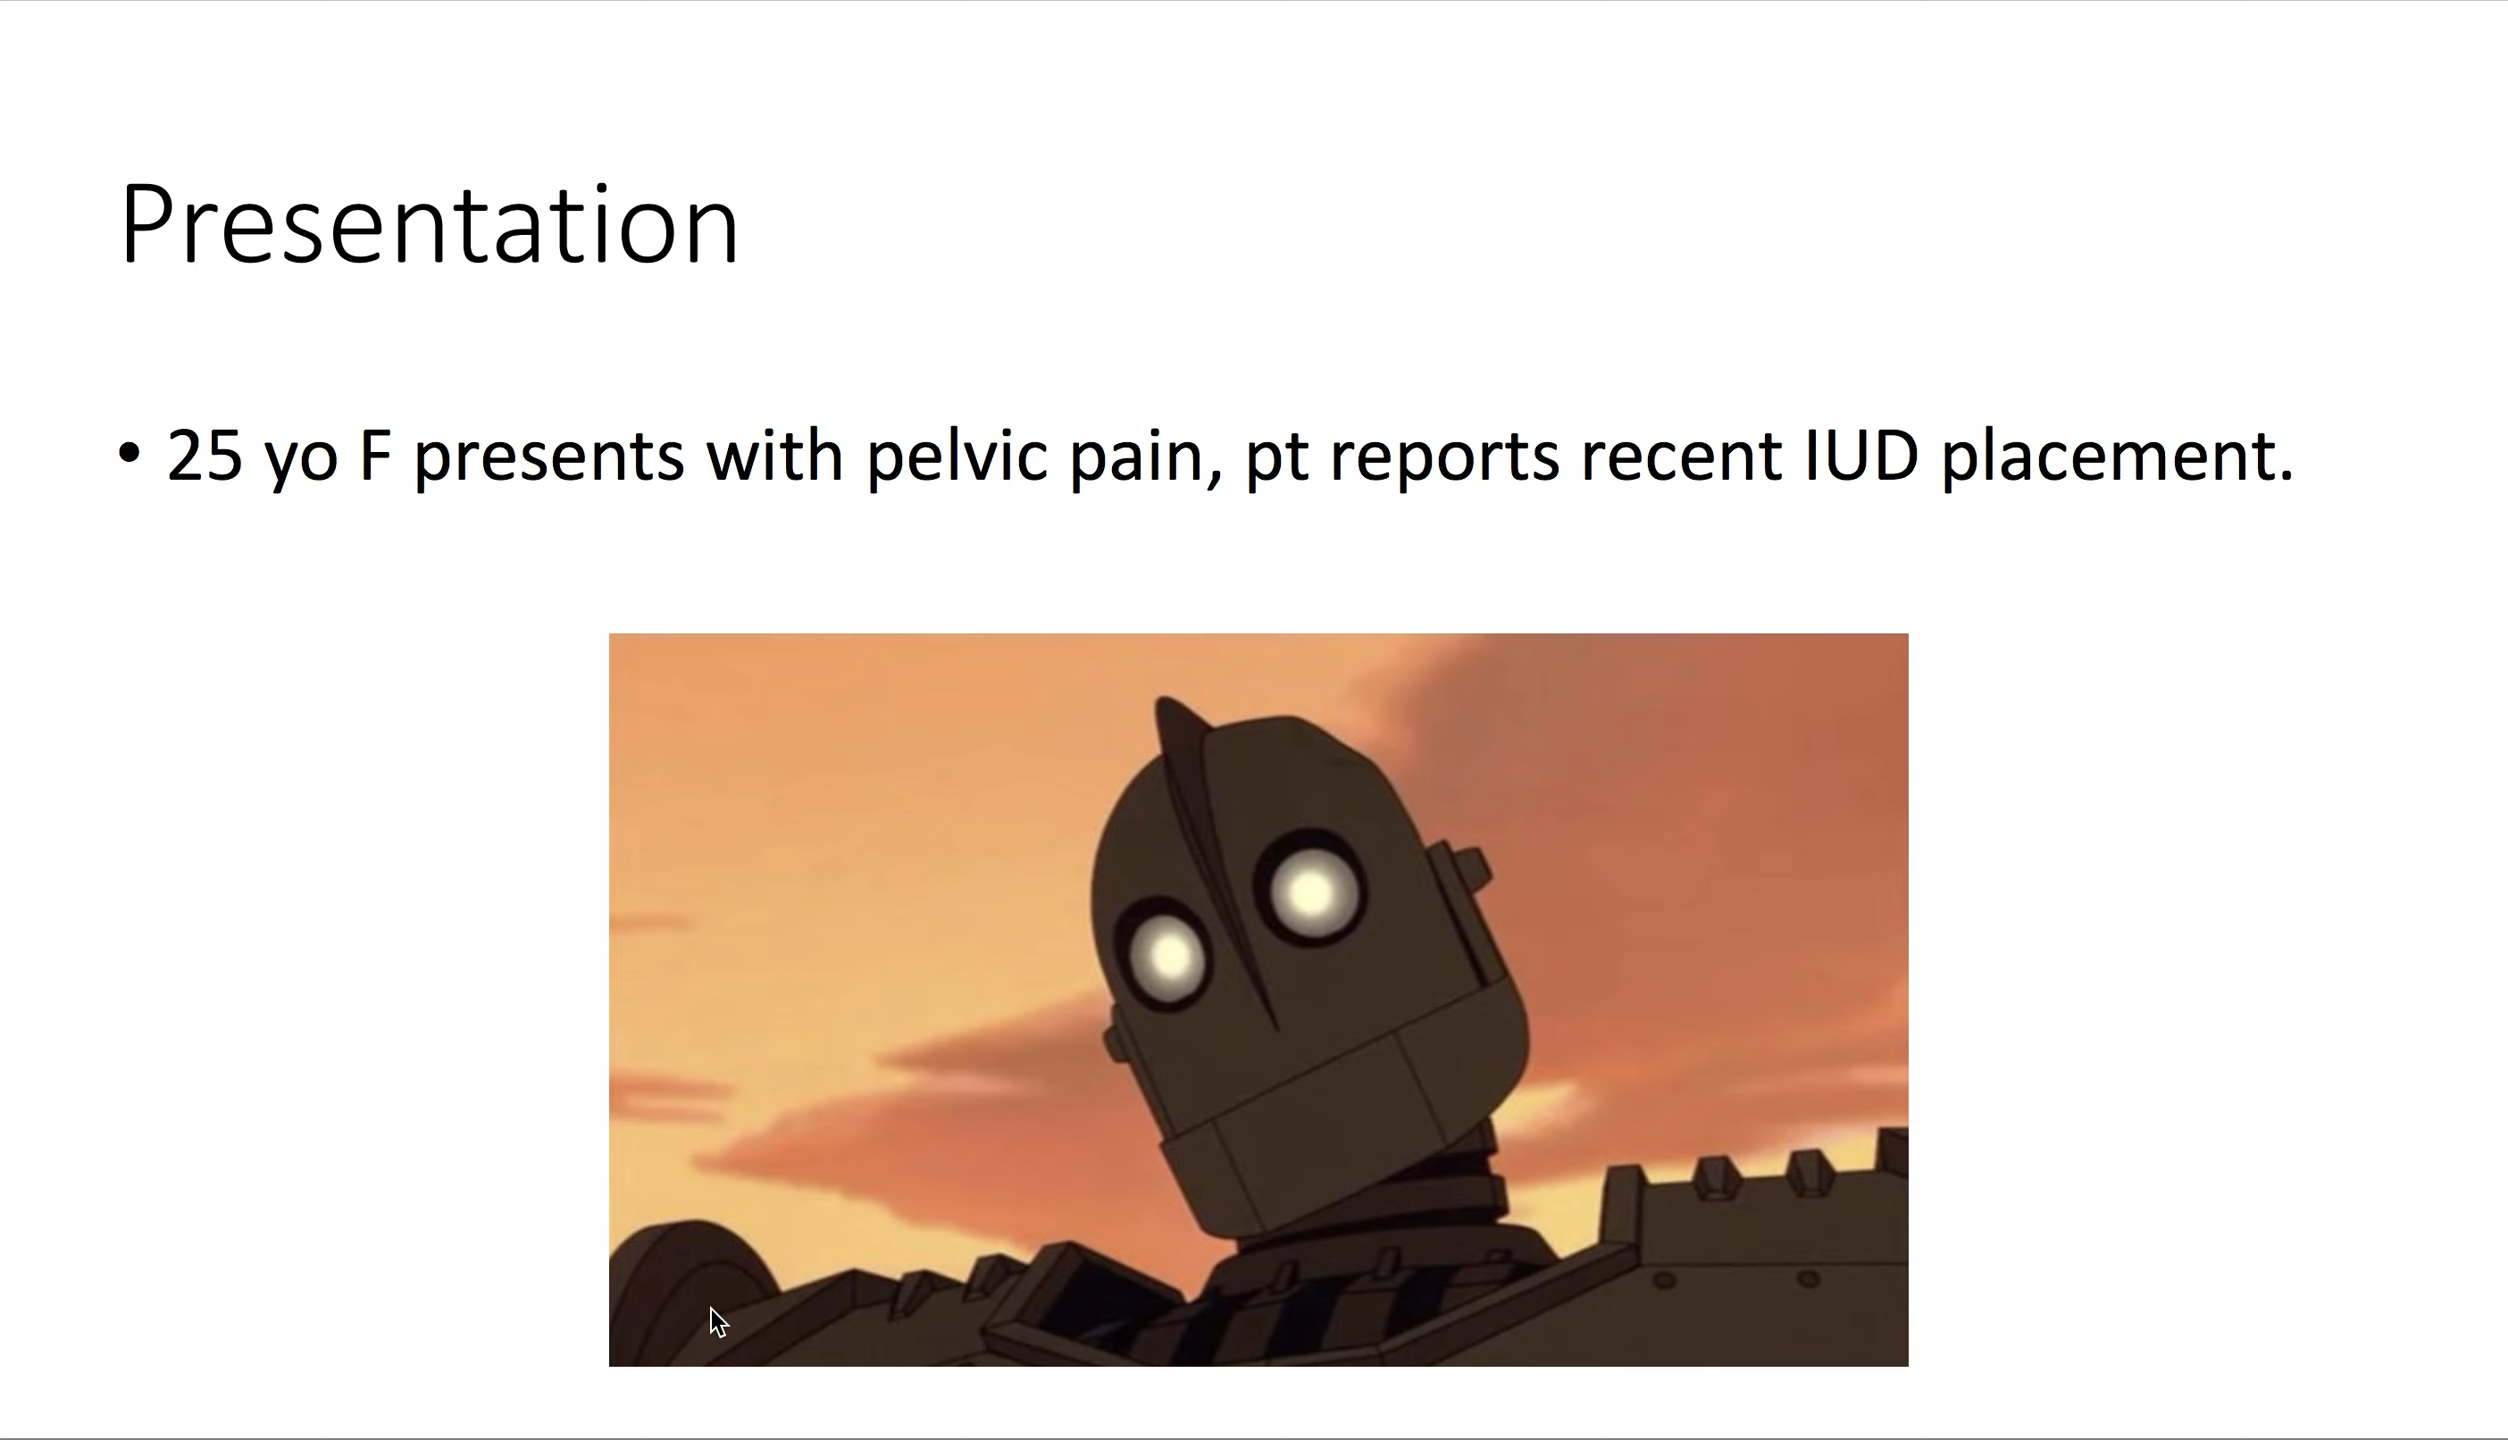 Presentation
• 25 yo F presents with pelvic pain, pt reports recent IUD placement.